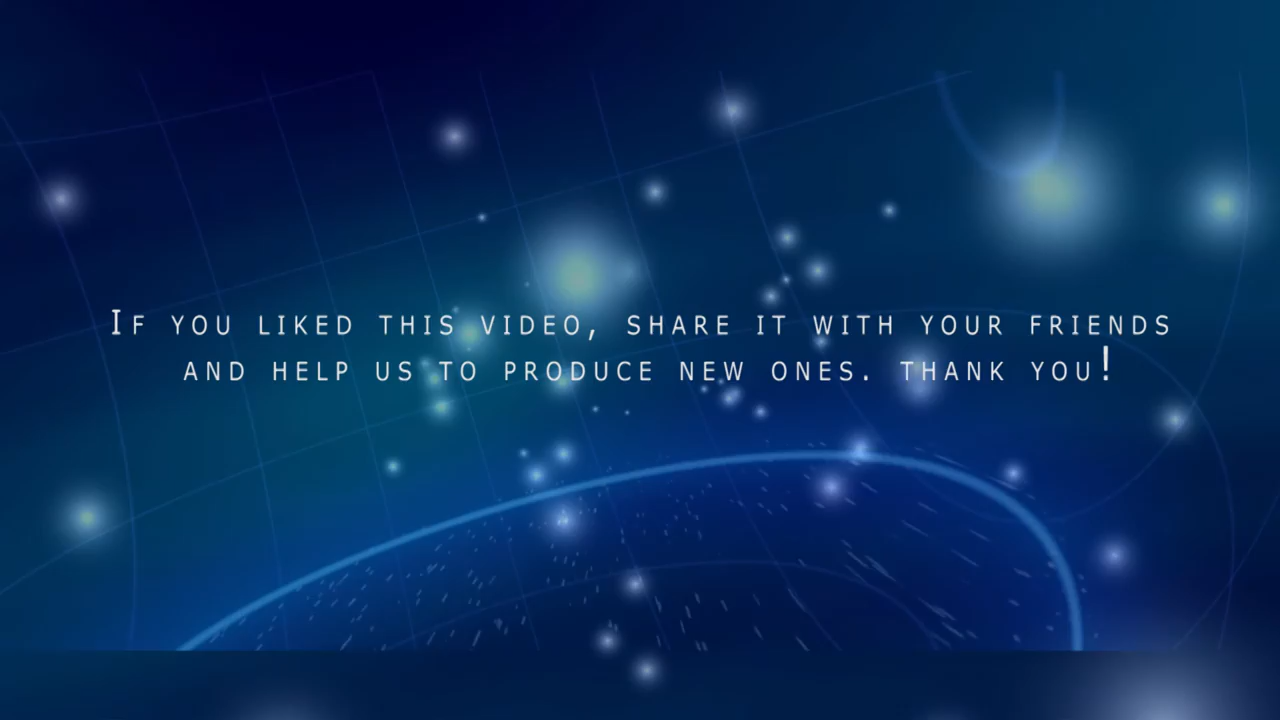 If you liked this video, share it with your friends
and help us to produce new ones. Thank you!